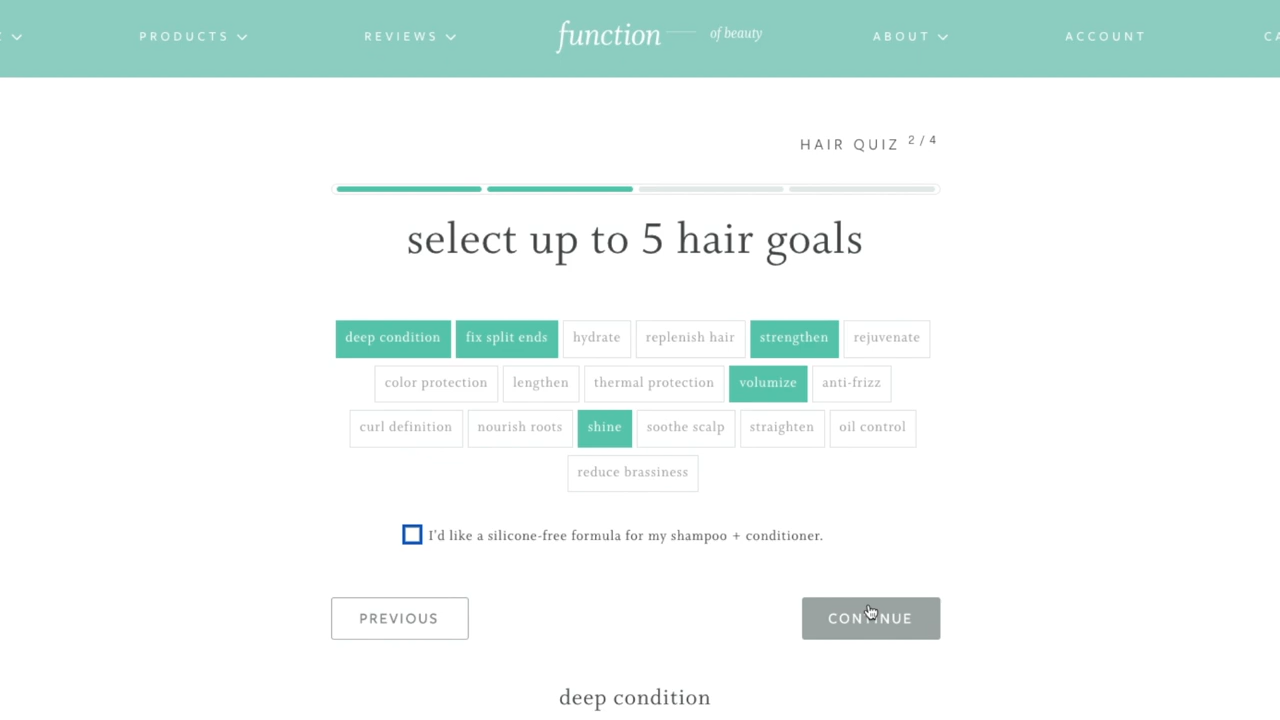 PRODUCTS REVIEWS function of beauty ABOUT ACCOUNT
HAIR QUIZ 2/4
select up to 5 hair goals
deep condition fix split ends hydrate replenish hair strengthen rejuvenate
color protection lengthen thermal protection volumize anti-frizz
curl definition nourish roots shine soothe scalp straighten oil control
reduce brassiness
I'd like a silicone-free formula for my shampoo + conditioner.
PREVIOUS CONTINUE
deep condition